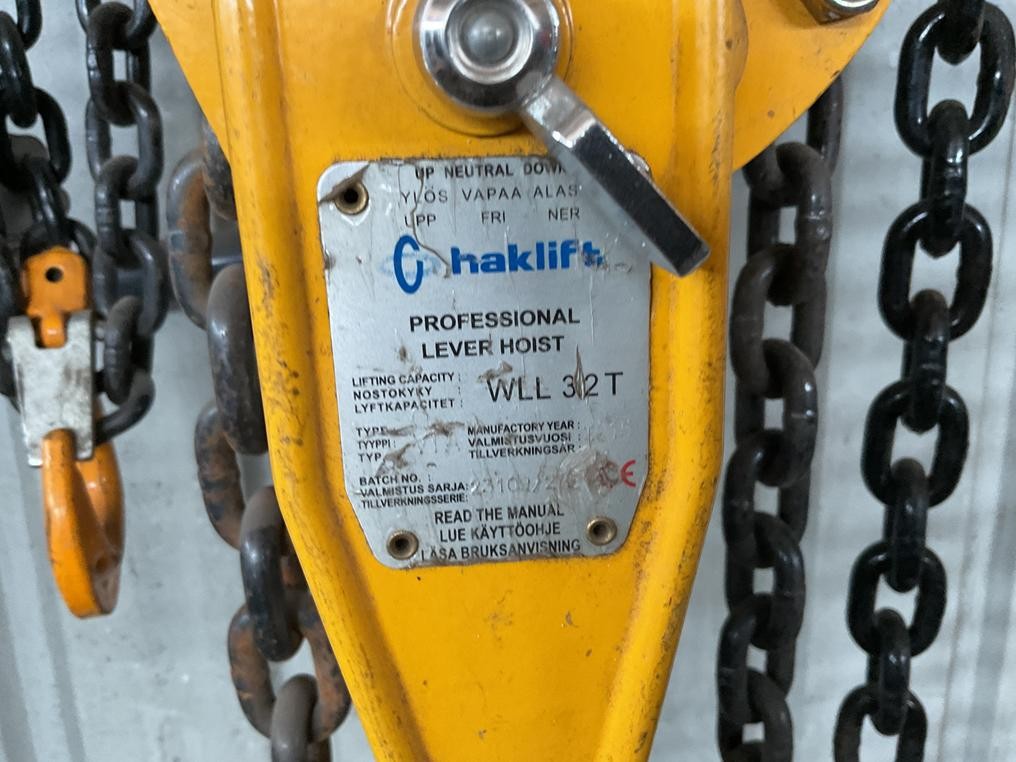 UP NEUTRAL DOWN
YLÖS VAPAA ALAS
UPP FRI NER
haklift
PROFESSIONAL
LEVER HOIST
LIFTING CAPACITY :
NOSTOKYKY :
LYFTKAPACITET :
WLL 3.2 T
TYPE
TYYPPI :
TYP
MANUFACTORY YEAR :
VALMISTUSVUOSI :
TILLVERKNINGSÅR :
BATCH NO. :
VALMISTUS SARJA:
TILLVERKNINGSSERIE:
CE
READ THE MANUAL
LUE KÄYTTÖOHJE
LÄSA BRUKSANVISNING